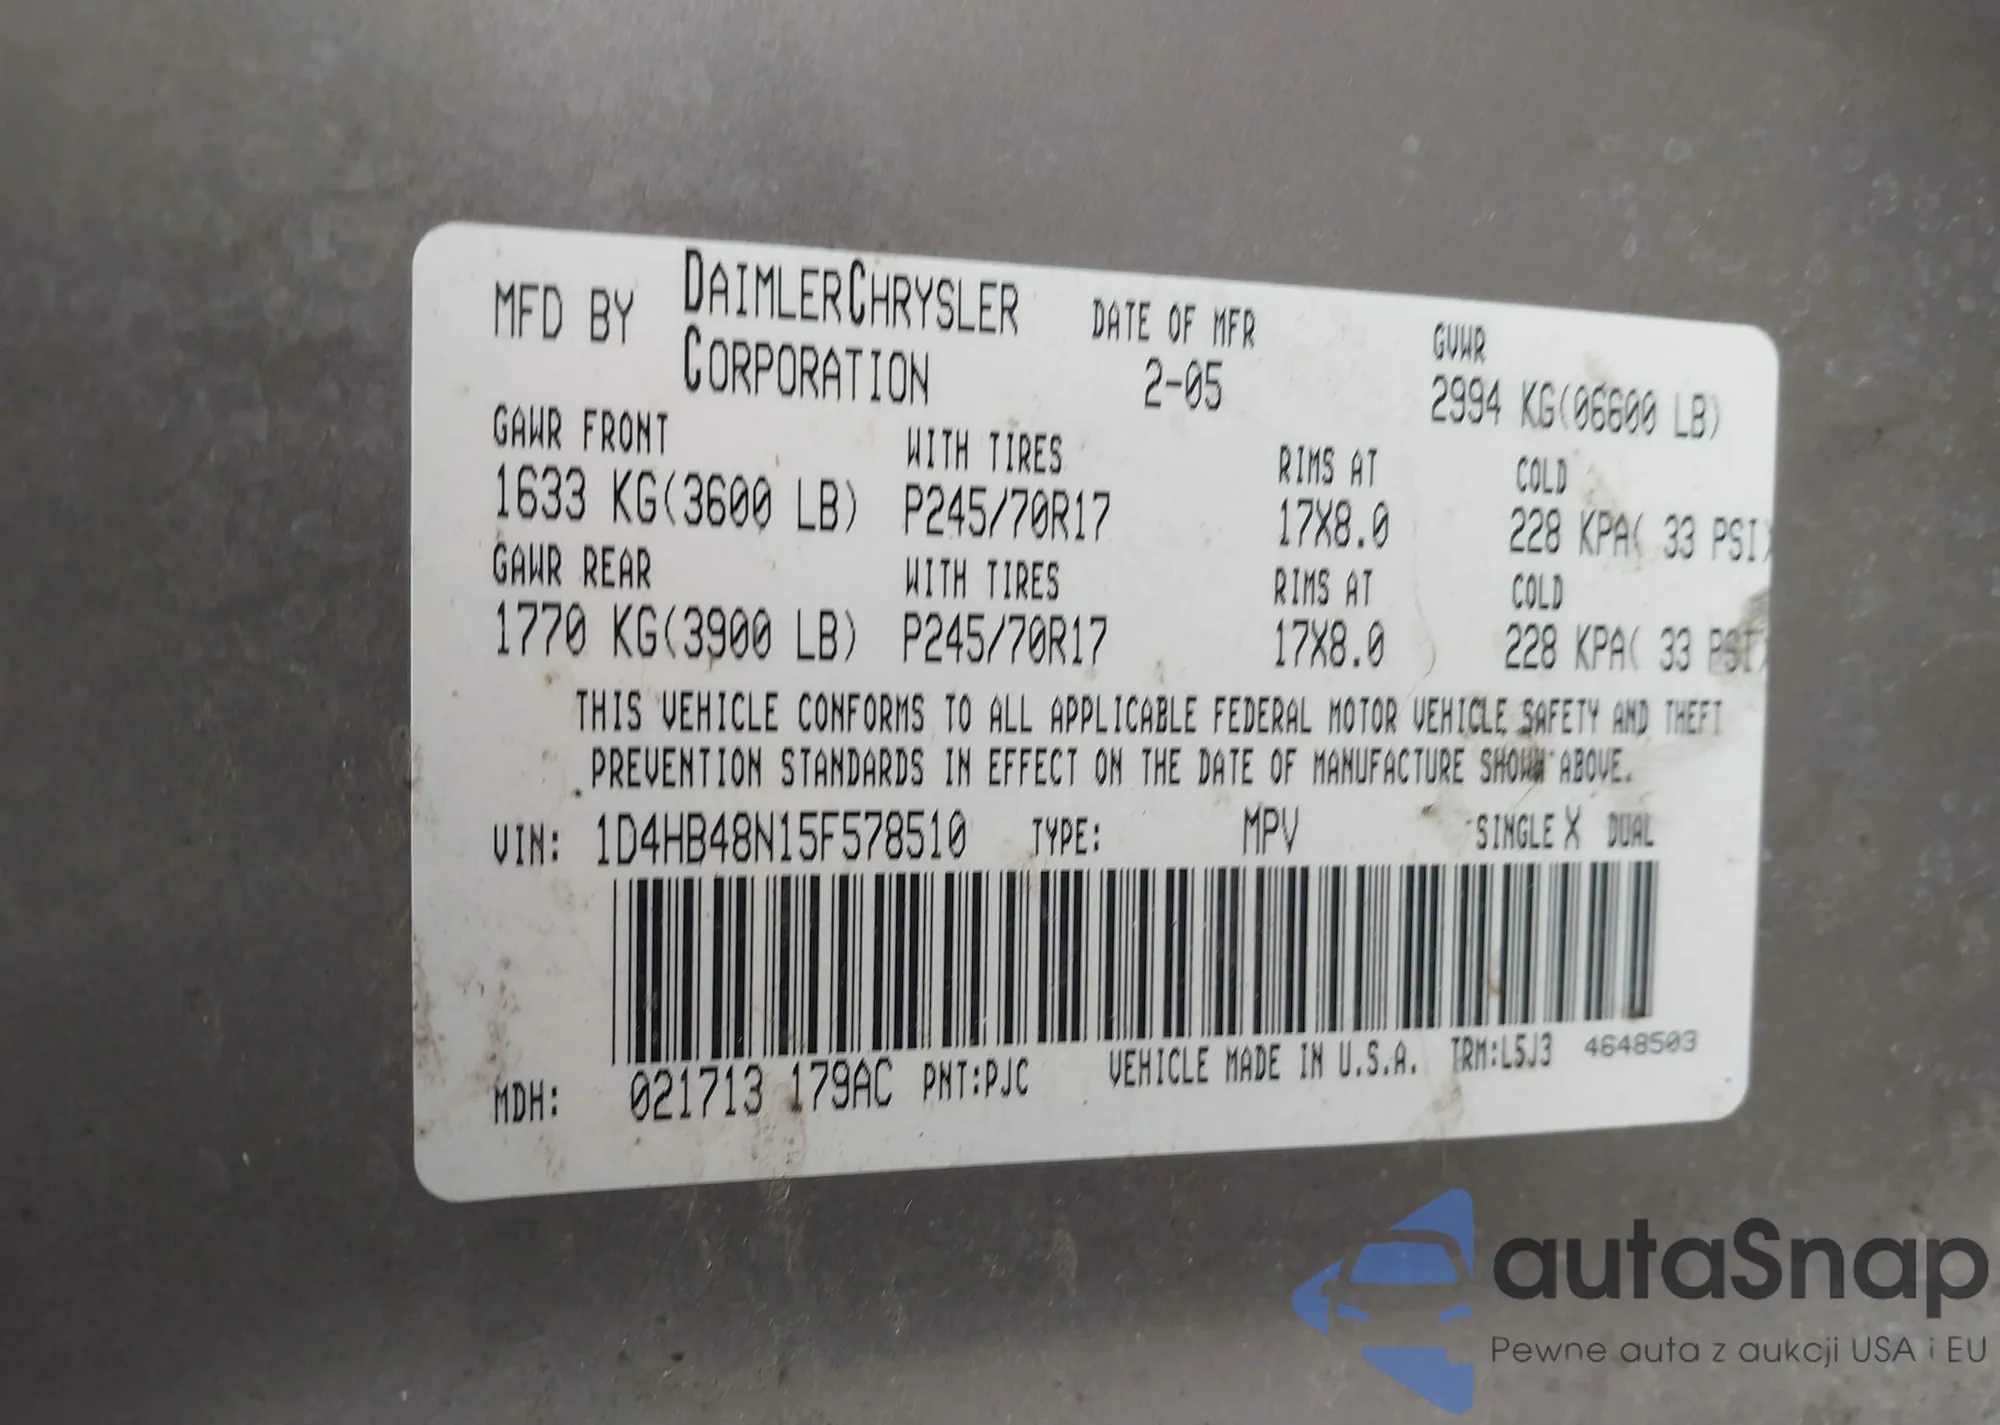 MFD BY DAIMLERCHRYSLER CORPORATION DATE OF MFR 2-05 GVWR 2994 KG(06600 LB)
GAWR FRONT WITH TIRES RIMS AT COLD
1633 KG(3600 LB) P245/70R17 17X8.0 228 KPA( 33 PSI)
GAWR REAR WITH TIRES RIMS AT COLD
1770 KG(3900 LB) P245/70R17 17X8.0 228 KPA( 33 PSI)
THIS VEHICLE CONFORMS TO ALL APPLICABLE FEDERAL MOTOR VEHICLE SAFETY AND THEFT
PREVENTION STANDARDS IN EFFECT ON THE DATE OF MANUFACTURE SHOWN ABOVE.
VIN: 1D4HB48N15F578510 TYPE: MPV SINGLE X DUAL
MDH: 021713 179AC PNT:PJC VEHICLE MADE IN U.S.A. TRM:L5J3 4648503
autaSnap
Pewne auta z aukcji USA i EU